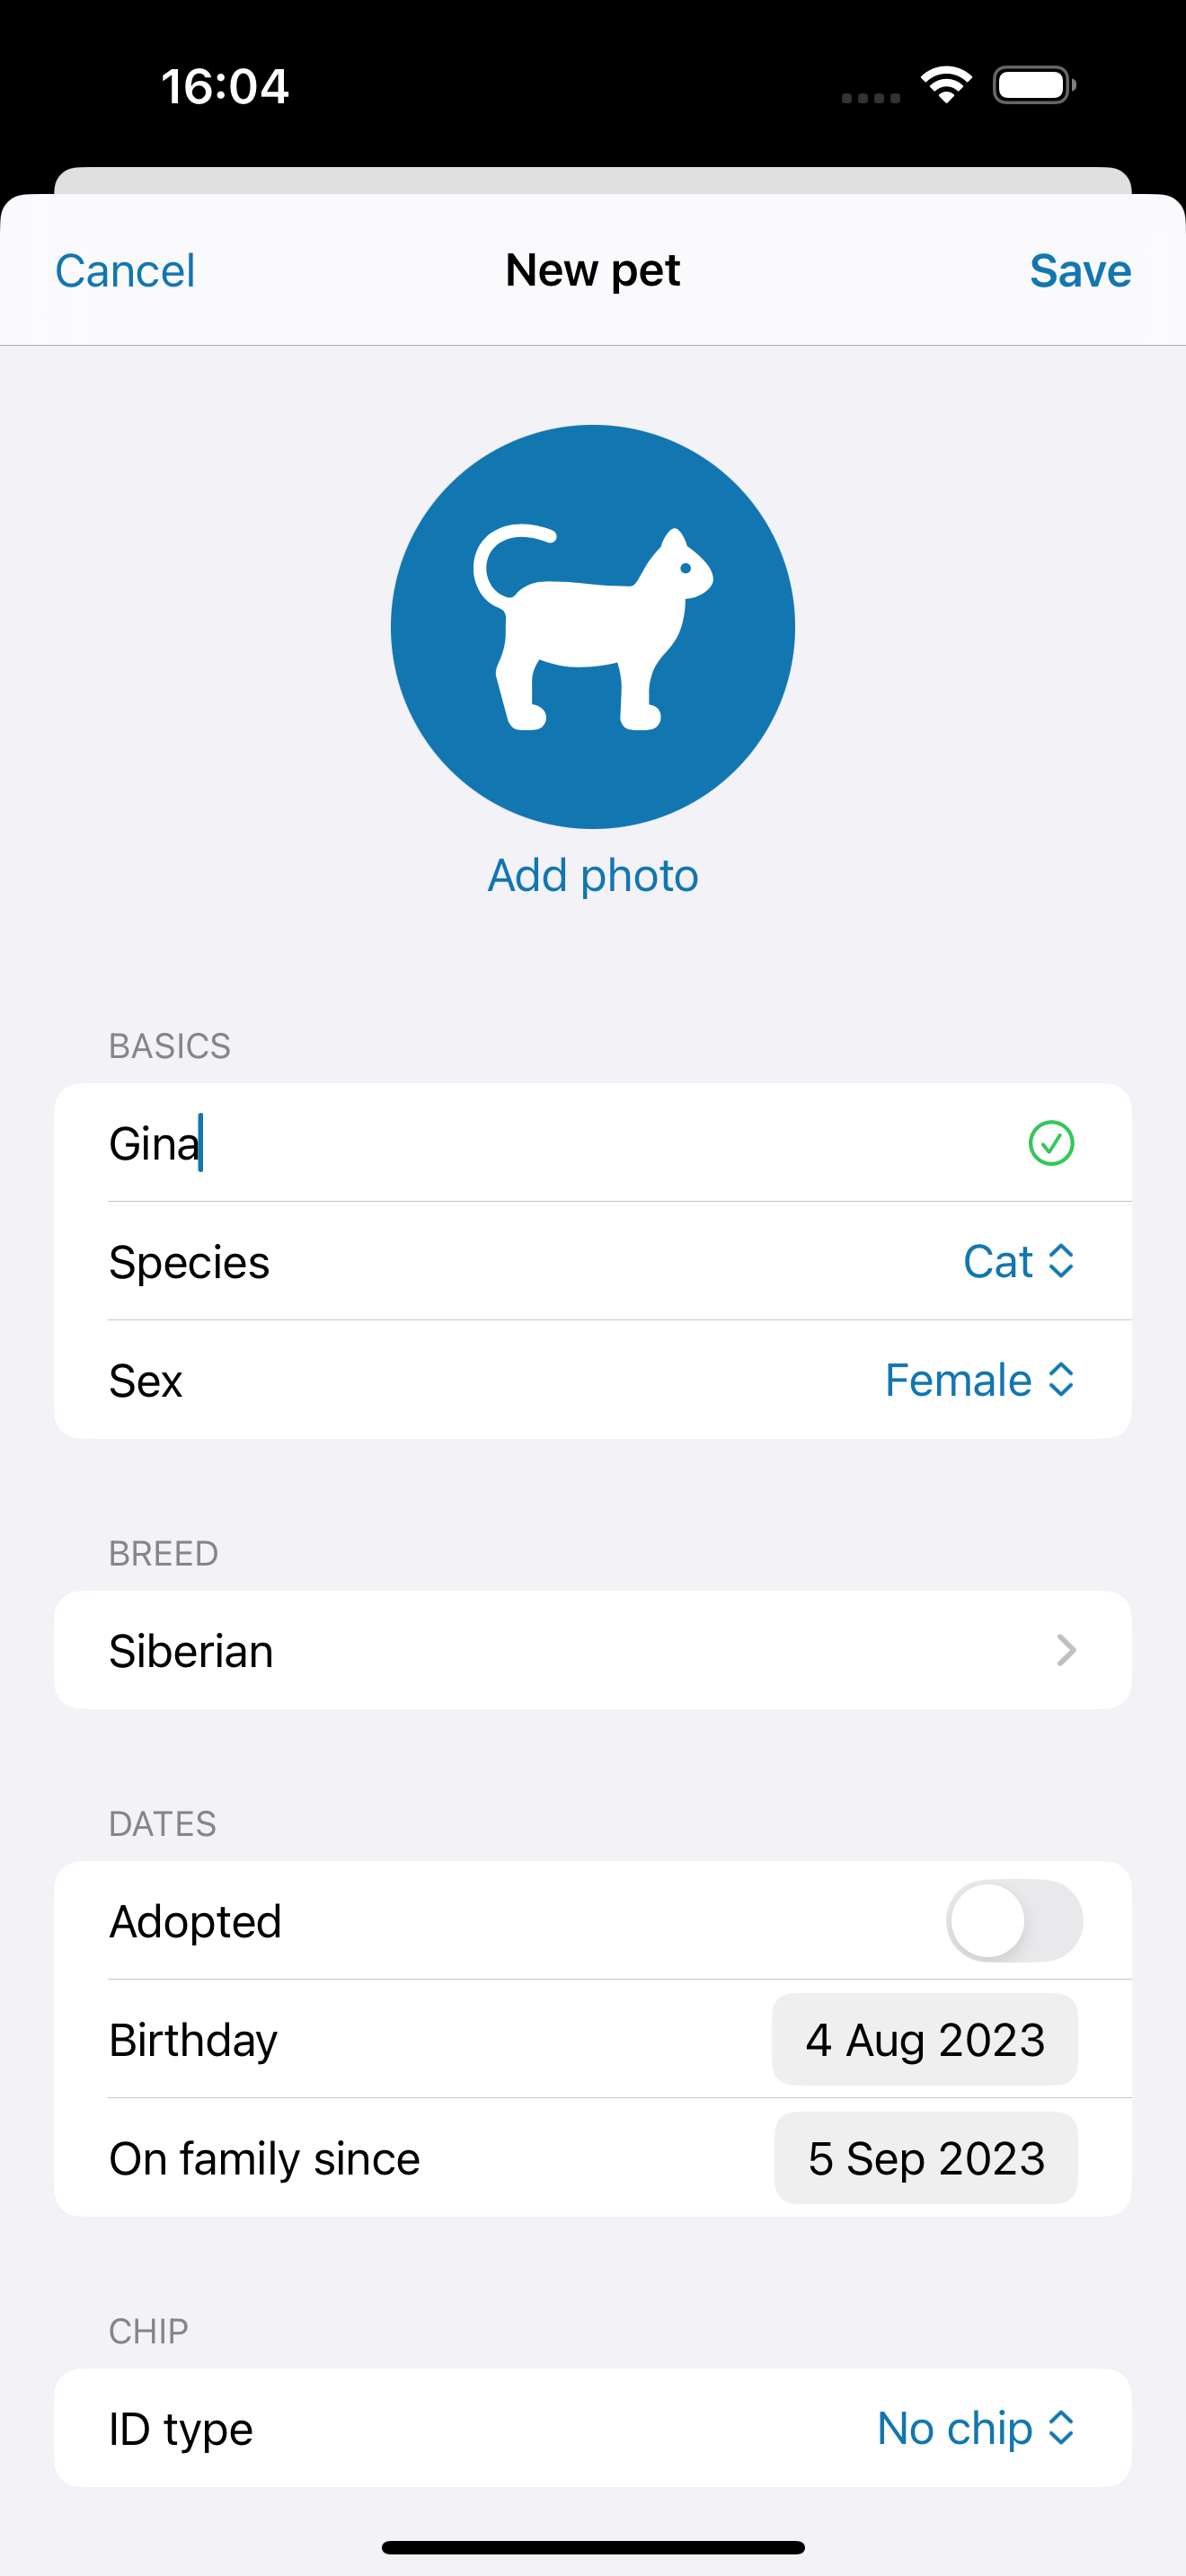 16:04
Cancel New pet Save
Add photo
BASICS
Gina
Species Cat
Sex Female
BREED
Siberian
DATES
Adopted
Birthday 4 Aug 2023
On family since 5 Sep 2023
CHIP
ID type No chip